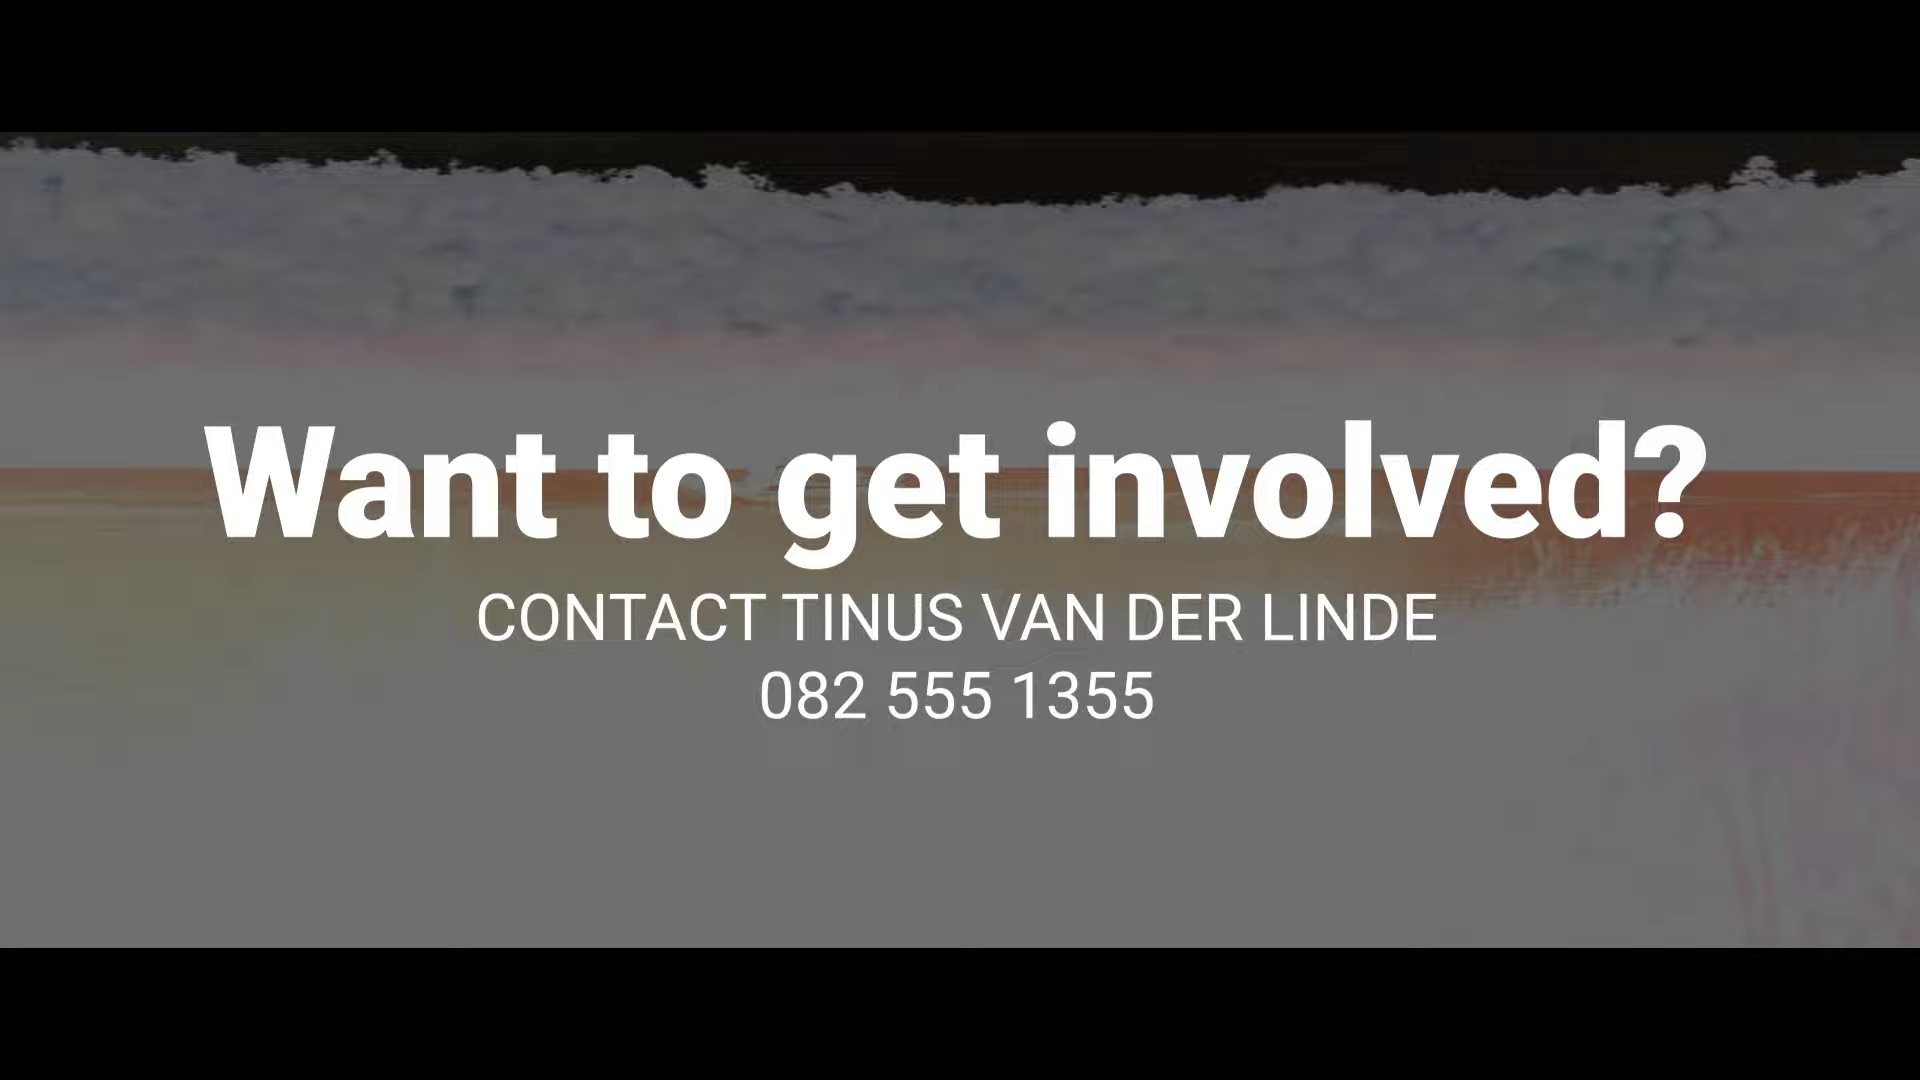 Want to get involved?
CONTACT TINUS VAN DER LINDE
082 555 1355